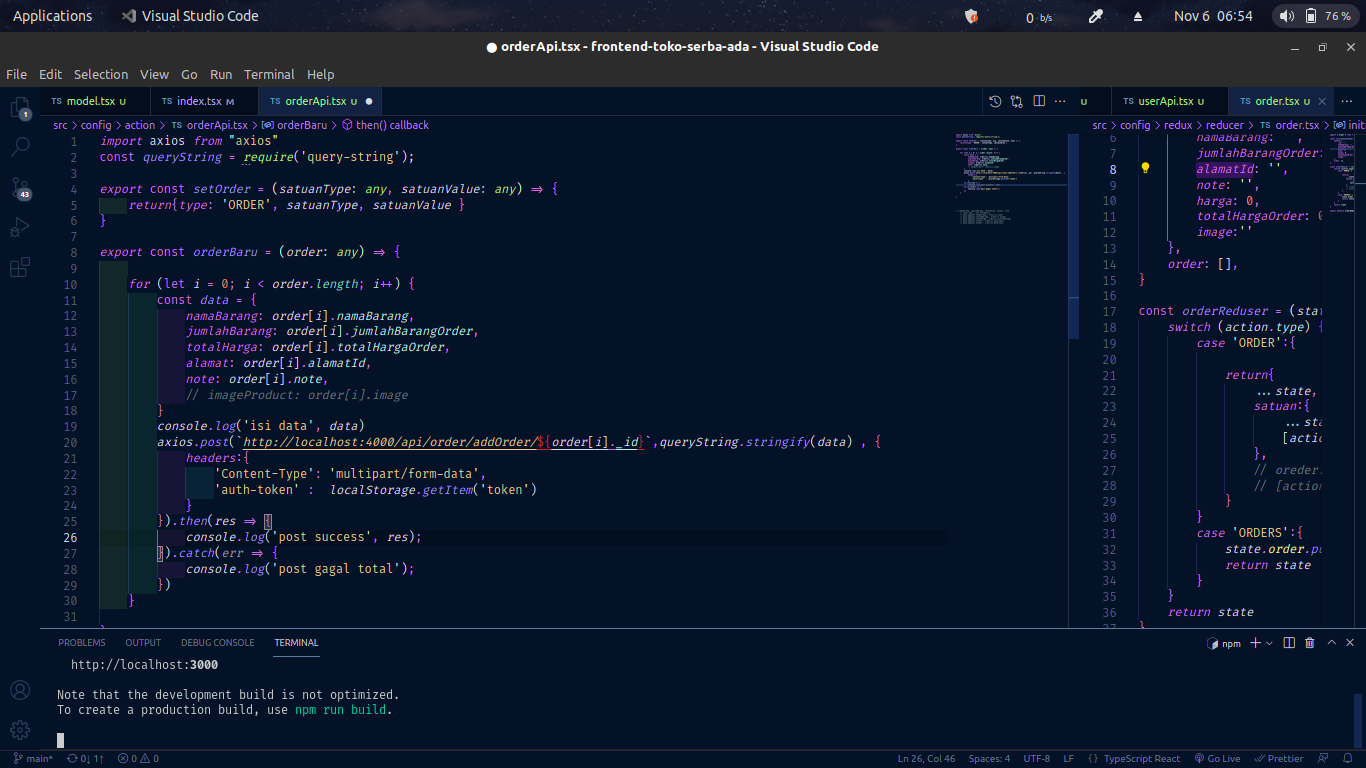 Applications Visual Studio Code 0 b/s Nov 6 06:54 76 %
● orderApi.tsx - frontend-toko-serba-ada - Visual Studio Code
File Edit Selection View Go Run Terminal Help
TS model.tsx U TS index.tsx M TS orderApi.tsx U ● U TS userApi.tsx U TS order.tsx U
src > config > action > TS orderApi.tsx > orderBaru > then() callback
1 import axios from "axios"
2 const queryString = require('query-string');
3
4 export const setOrder = (satuanType: any, satuanValue: any) => {
5 return{type: 'ORDER', satuanType, satuanValue }
6 }
7
8 export const orderBaru = (order: any) => {
9
10 for (let i = 0; i < order.length; i++) {
11 const data = {
12 namaBarang: order[i].namaBarang,
13 jumlahBarang: order[i].jumlahBarangOrder,
14 totalHarga: order[i].totalHargaOrder,
15 alamat: order[i].alamatId,
16 note: order[i].note,
17 // imageProduct: order[i].image
18 }
19 console.log('isi data', data)
20 axios.post(`http://localhost:4000/api/order/addOrder/${order[i]._id}`,queryString.stringify(data) , {
21 headers:{
22 'Content-Type': 'multipart/form-data',
23 'auth-token' : localStorage.getItem('token')
24 }
25 }).then(res => {
26 console.log('post success', res);
27 }).catch(err => {
28 console.log('post gagal total');
29 })
30 }
31
src > config > redux > reducer > TS order.tsx > init
6 namaBarang: '',
7 jumlahBarangOrder:
8 alamatId: '',
9 note: '',
10 harga: 0,
11 totalHargaOrder: 0
12 image:''
13 },
14 order: [],
15 }
16
17 const orderReduser = (stat
18 switch (action.type) {
19 case 'ORDER':{
20
21 return{
22 ...state,
23 satuan:{
24 ...sta
25 [actio
26 },
27 // oreder:
28 // [action
29 }
30 }
31 case 'ORDERS':{
32 state.order.pu
33 return state
34 }
35 }
36 return state
37 }
1
43
PROBLEMS OUTPUT DEBUG CONSOLE TERMINAL npm
http://localhost:3000
Note that the development build is not optimized.
To create a production build, use npm run build.
main* 0↓ 1↑ 0 0 Ln 26, Col 46 Spaces: 4 UTF-8 LF {} TypeScript React Go Live Prettier